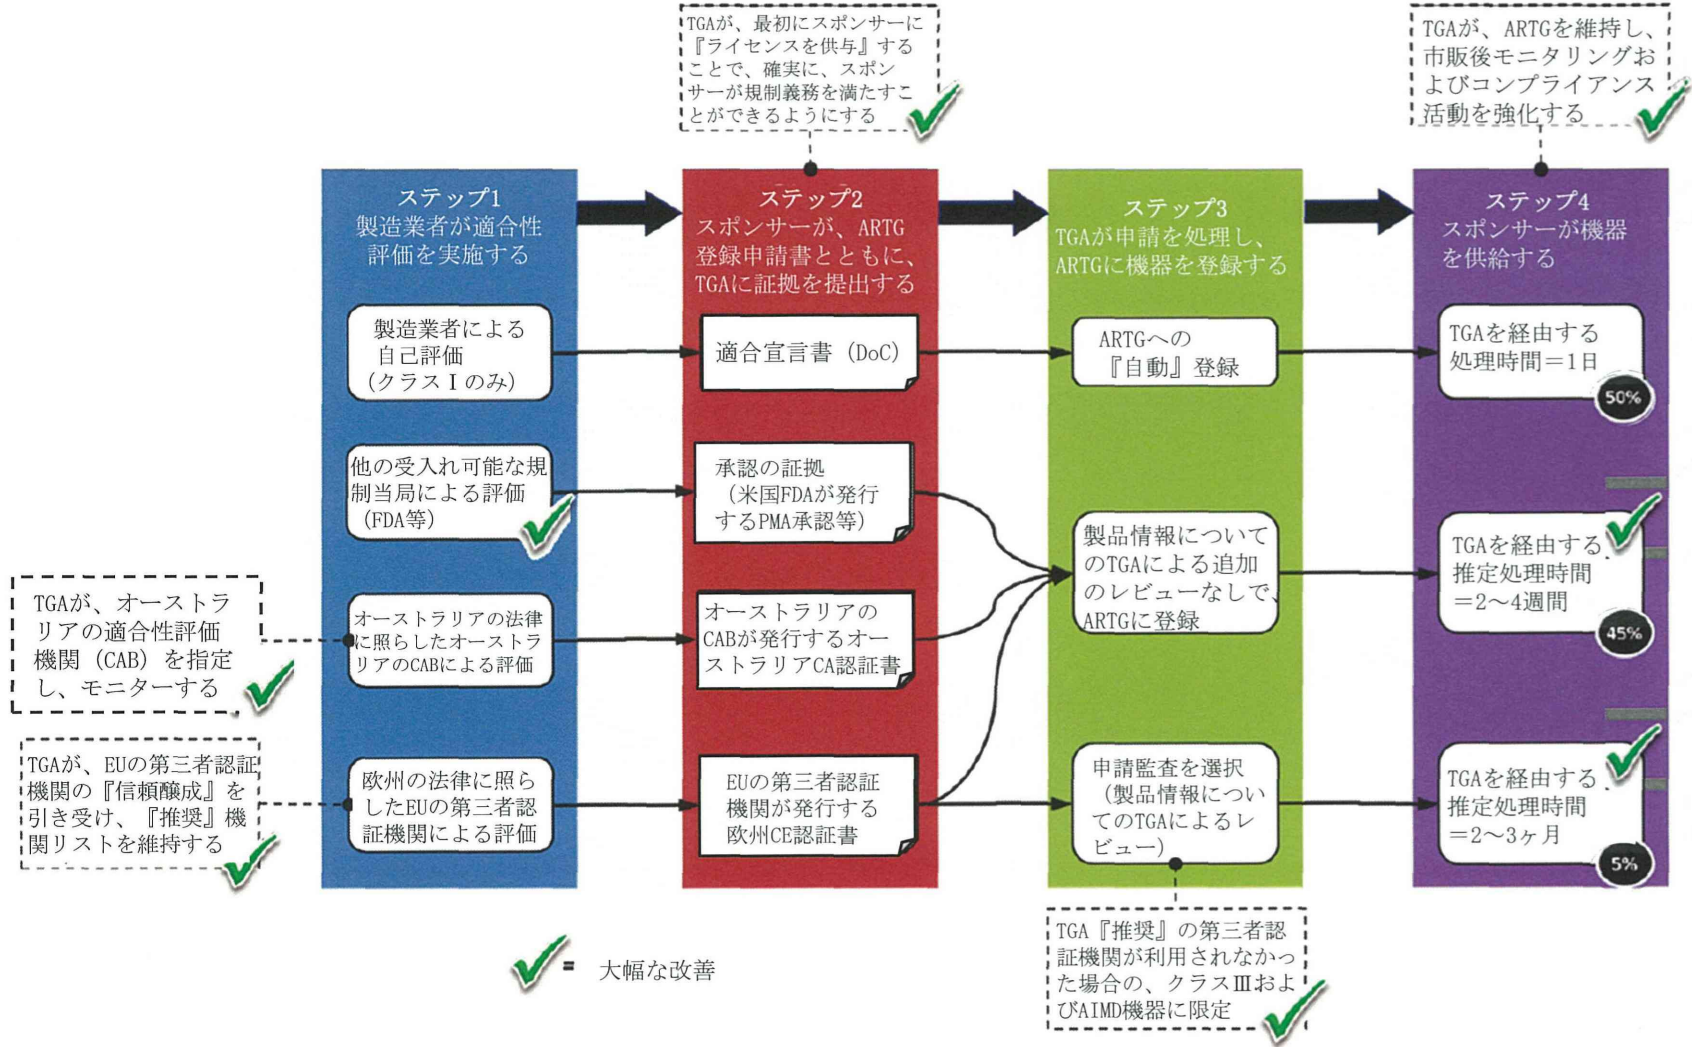 TGAが、最初にスポンサーに
『ライセンスを供与』する
ことで、確実に、スポン
サーが規制義務を満たすこ
とができるようにする
TGAが、ARTGを維持し、
市販後モニタリングお
よびコンプライアンス
活動を強化する
ステップ1
製造業者が適合性
評価を実施する
ステップ2
スポンサーが、ARTG
登録申請書とともに、
TGAに証拠を提出する
ステップ3
TGAが申請を処理し、
ARTGに機器を登録する
ステップ4
スポンサーが機器
を供給する
製造業者による
自己評価
(クラスⅠのみ)
適合宣言書 (DoC)
ARTGへの
『自動』登録
TGAを経由する
処理時間＝1日
50%
他の受入れ可能な規
制当局による評価
(FDA等)
承認の証拠
(米国FDAが発行
するPMA承認等)
製品情報について
のTGAによる追加
のレビューなしで、
ARTGに登録
TGAを経由する
推定処理時間
＝2～4週間
45%
TGAが、オーストラ
リアの適合性評価
機関 (CAB) を指定
し、モニターする
オーストラリアの法律
に照らしたオーストラ
リアのCABによる評価
オーストラリアの
CABが発行するオー
ストラリアCA認証書
TGAが、EUの第三者認証
機関の『信頼醸成』を
引き受け、『推奨』機
関リストを維持する
欧州の法律に照ら
したEUの第三者認
証機関による評価
EUの第三者認証
機関が発行する
欧州CE認証書
申請監査を選択
(製品情報につい
てのTGAによるレ
ビュー)
TGAを経由する
推定処理時間
＝2～3ヶ月
5%
TGA『推奨』の第三者認
証機関が利用されなかっ
た場合の、クラスⅢおよ
びAIMD機器に限定
= 大幅な改善